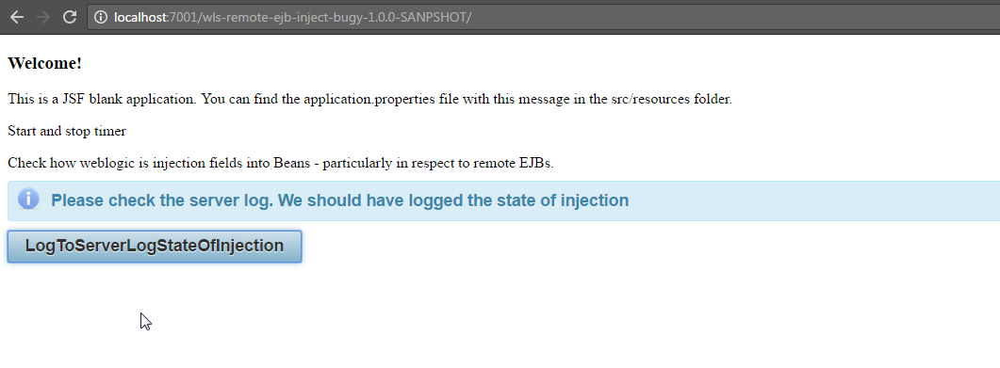 localhost:7001/wls-remote-ejb-inject-bugy-1.0.0-SANPSHOT/
Welcome!
This is a JSF blank application. You can find the application.properties file with this message in the src/resources folder.
Start and stop timer
Check how weblogic is injection fields into Beans - particularly in respect to remote EJBs.
Please check the server log. We should have logged the state of injection
LogToServerLogStateOfInjection